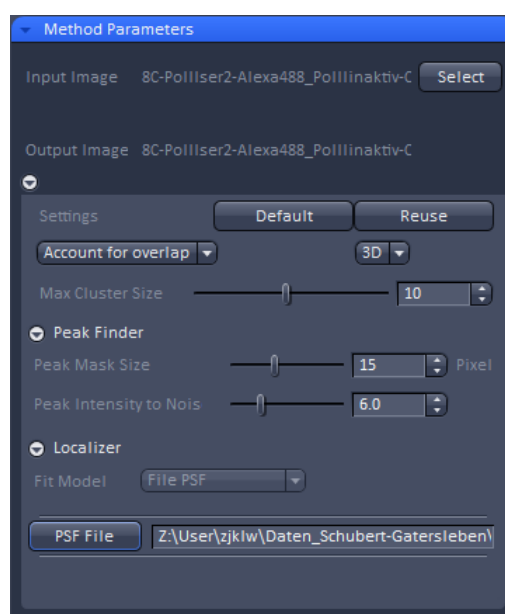 Method Parameters
Input Image 8C-PolIIser2-Alexa488_PolIIinaktiv-C Select
Output Image 8C-PolIIser2-Alexa488_PolIIinaktiv-C
Settings Default Reuse
Account for overlap 3D
Max Cluster Size 10
Peak Finder
Peak Mask Size 15 Pixel
Peak Intensity to Nois 6.0
Localizer
Fit Model File PSF
PSF File Z:\User\zjklw\Daten_Schubert-Gatersleben\